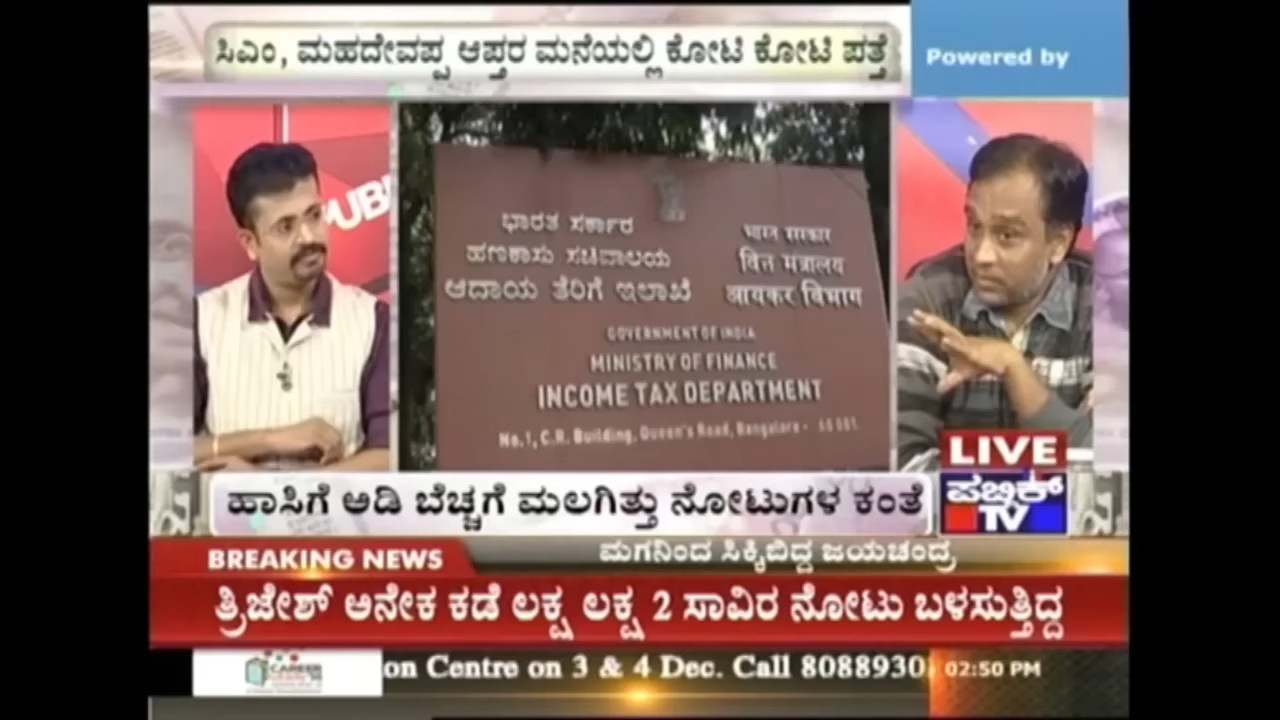 ಸಿಎಂ, ಮಹದೇವಪ್ಪ ಆಪ್ತರ ಮನೆಯಲ್ಲಿ ಕೋಟಿ ಕೋಟಿ ಪತ್ತೆ
Powered by
PUB
ಭಾರತ ಸರ್ಕಾರ
ಹಣಕಾಸು ಸಚಿವಾಲಯ
ಆದಾಯ ತೆರಿಗೆ ಇಲಾಖೆ
भारत सरकार
वित्त मंत्रालय
आयकर विभाग
GOVERNMENT OF INDIA
MINISTRY OF FINANCE
INCOME TAX DEPARTMENT
No.1, C.R. Building, Queen's Road, Bangalore -
LIVE
ಪಬ್ಲಿಕ್
TV
ಹಾಸಿಗೆ ಅಡಿ ಬೆಚ್ಚಗೆ ಮಲಗಿತ್ತು ನೋಟುಗಳ ಕಂತೆ
BREAKING NEWS
ಮಗನಿಂದ ಸಿಕ್ಕಿಬಿದ್ದ ಜಯಚಂದ್ರ
ತ್ರಿಜೇಶ್ ಅನೇಕ ಕಡೆ ಲಕ್ಷ ಲಕ್ಷ 2 ಸಾವಿರ ನೋಟು ಬಳಸುತ್ತಿದ್ದ
CAREER
on Centre on 3 & 4 Dec. Call 8088930
02:50 PM